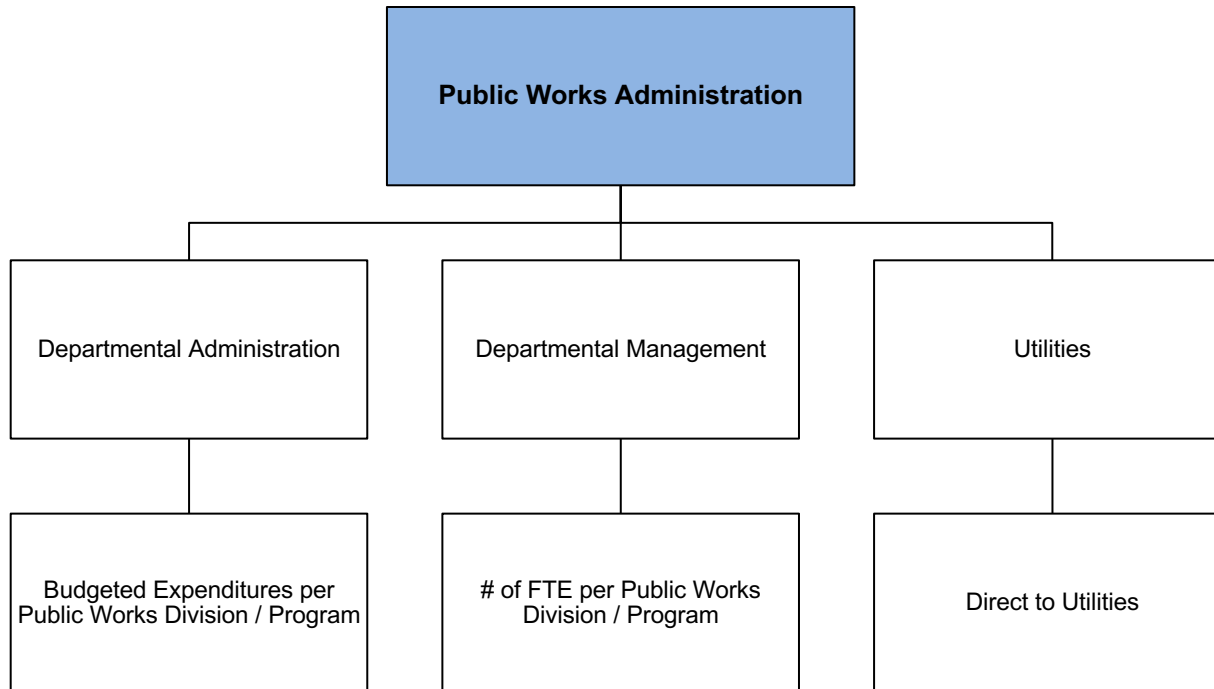 Public Works Administration
Departmental Administration
Departmental Management
Utilities
Budgeted Expenditures per
Public Works Division / Program
# of FTE per Public Works
Division / Program
Direct to Utilities